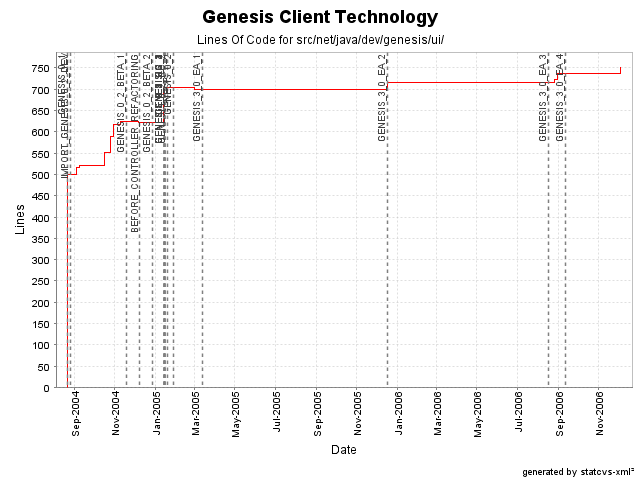 Genesis Client Technology
Lines Of Code for src/net/java/dev/genesis/ui/
Lines
750
700
650
600
550
500
450
400
350
300
250
200
150
100
50
0
GENESIS_0_2_BETA_1
BEFORE_CONTROLLER_REFACTORING
GENESIS_0_2_BETA_2
GENESIS_3_0_EA_1
GENESIS_3_0_EA_2
GENESIS_3_0_EA_3
GENESIS_3_0_EA_4
Sep-2004
Nov-2004
Jan-2005
Mar-2005
May-2005
Jul-2005
Sep-2005
Nov-2005
Jan-2006
Mar-2006
May-2006
Jul-2006
Sep-2006
Nov-2006
Date
generated by statcvs-xml²